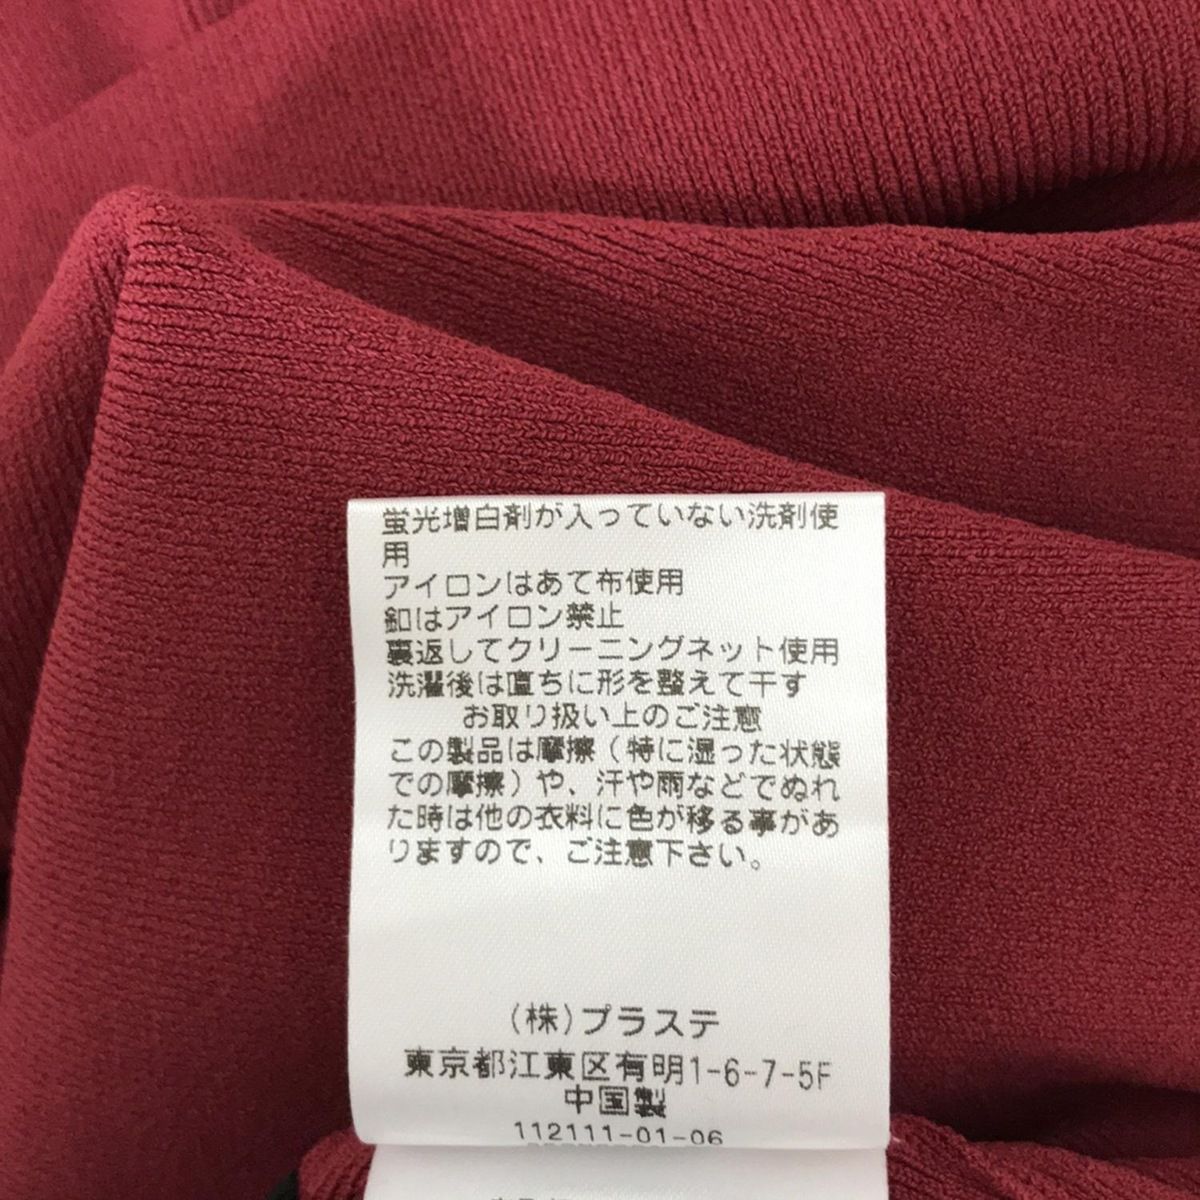 蛍光増白剤が入っていない洗剤使
用
アイロンはあて布使用
釦はアイロン禁止
裏返してクリーニングネット使用
洗濯後は直ちに形を整えて干す
お取り扱い上のご注意
この製品は摩擦（特に湿った状態
での摩擦）や、汗や雨などでぬれ
た時は他の衣料に色が移る事があ
りますので、ご注意下さい。
(株)プラステ
東京都江東区有明1-6-7-5F
中国製
112111-01-06